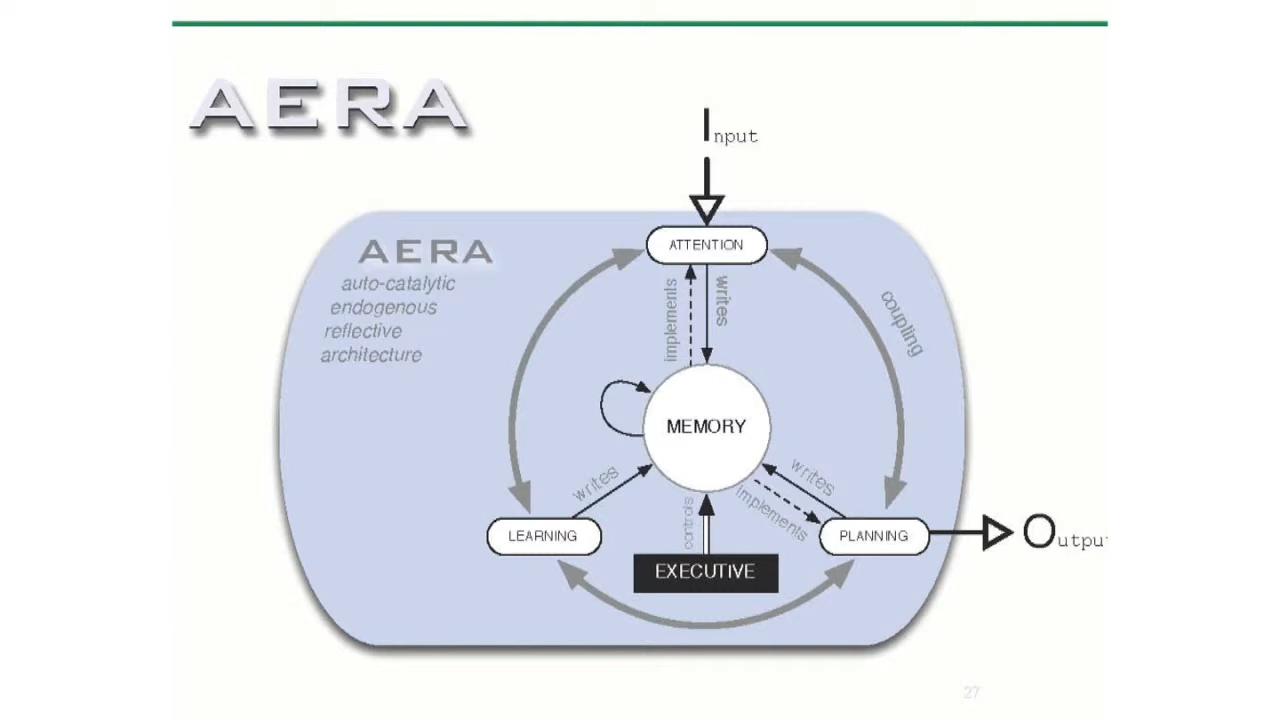 AERA
Input
AERA
auto-catalytic
endogenous
reflective
architecture
ATTENTION
implements
writes
coupling
MEMORY
writes
writes
implements
controls
LEARNING
PLANNING
Outpu
EXECUTIVE
27